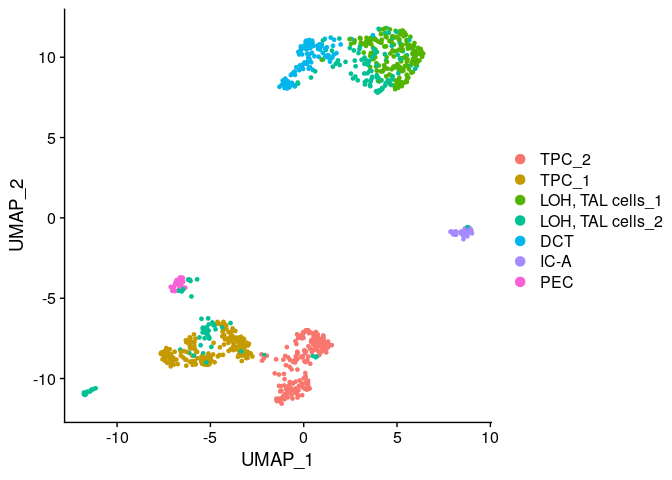 10
5
0
-5
-10
UMAP_2
-10
-5
0
5
10
UMAP_1
TPC_2
TPC_1
LOH, TAL cells_1
LOH, TAL cells_2
DCT
IC-A
PEC